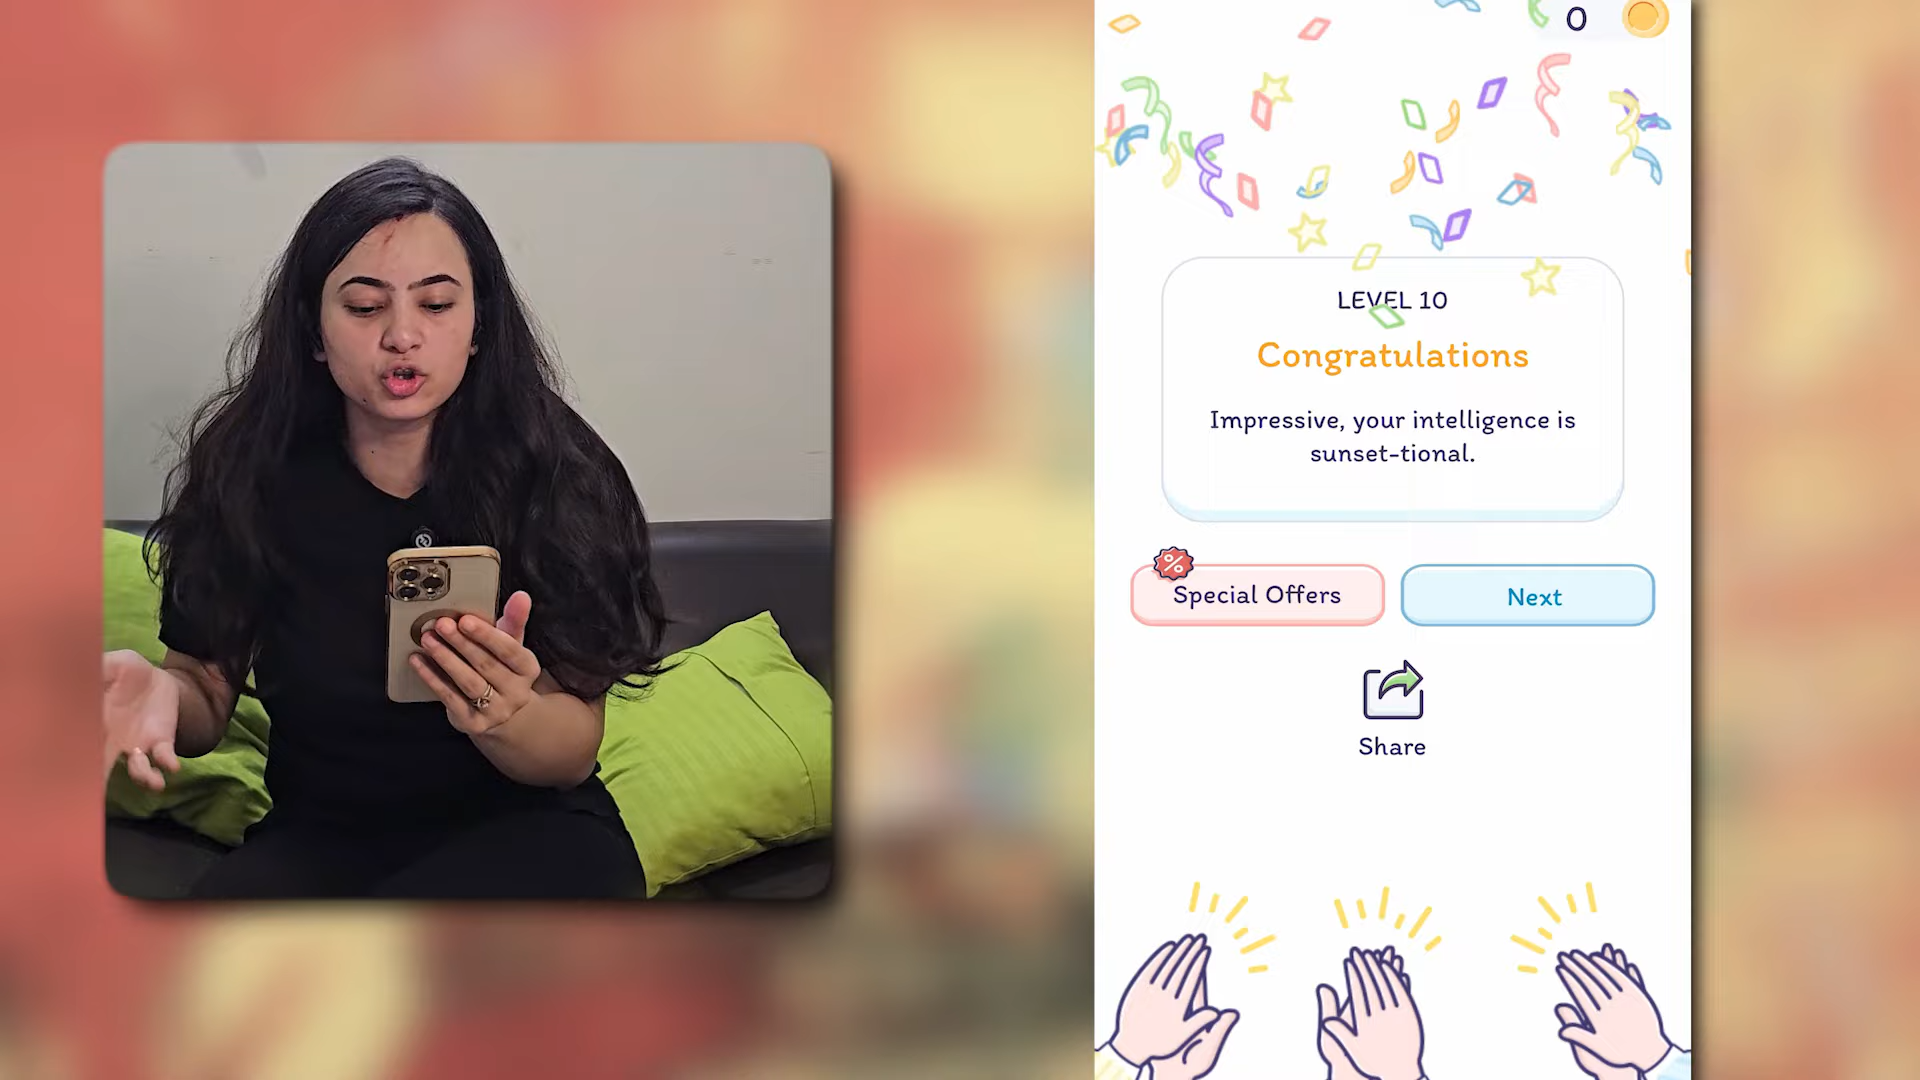 0
LEVEL 10
Congratulations
Impressive, your intelligence is
sunset-tional.
%
Special Offers
Next
Share